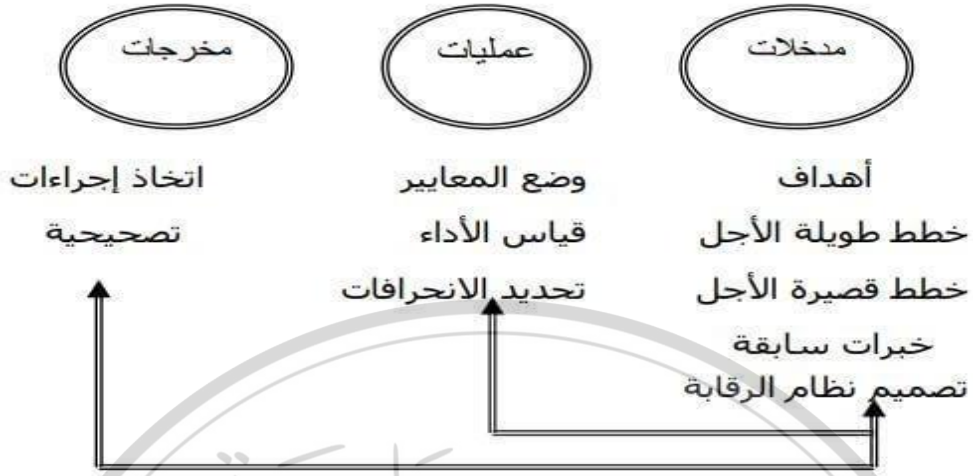 مدخلات
عمليات
مخرجات
أهداف
وضع المعايير
اتخاذ إجراءات
خطط طويلة الأجل
قياس الأداء
تصحيحية
خطط قصيرة الأجل
تحديد الانحرافات
خبرات سابقة
تصميم نظام الرقابة